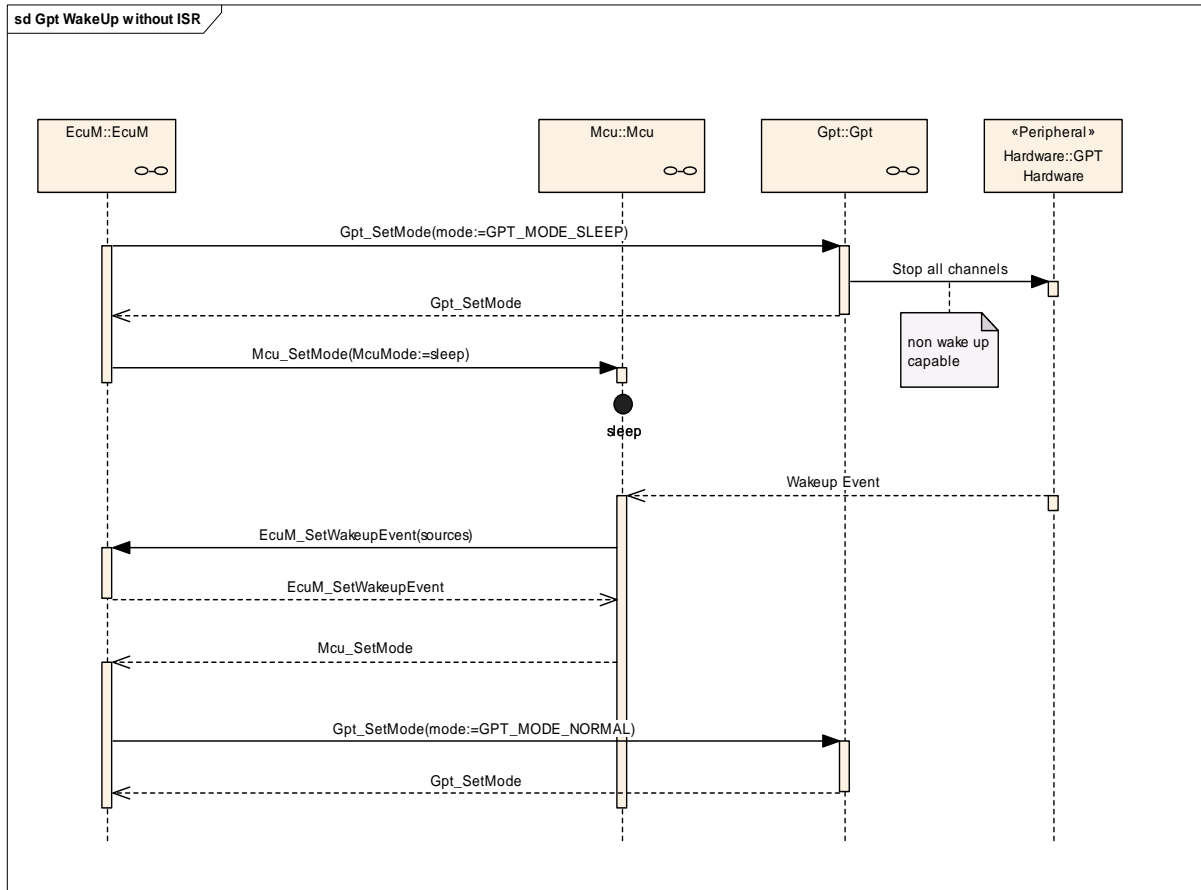 sd Gpt WakeUp without ISR
EcuM::EcuM
Mcu::Mcu
Gpt::Gpt
«Peripheral»
Hardware::GPT
Hardware
Gpt_SetMode(mode:=GPT_MODE_SLEEP)
Stop all channels
Gpt_SetMode
non wake up
capable
Mcu_SetMode(McuMode:=sleep)
sleep
Wakeup Event
EcuM_SetWakeupEvent(sources)
EcuM_SetWakeupEvent
Mcu_SetMode
Gpt_SetMode(mode:=GPT_MODE_NORMAL)
Gpt_SetMode